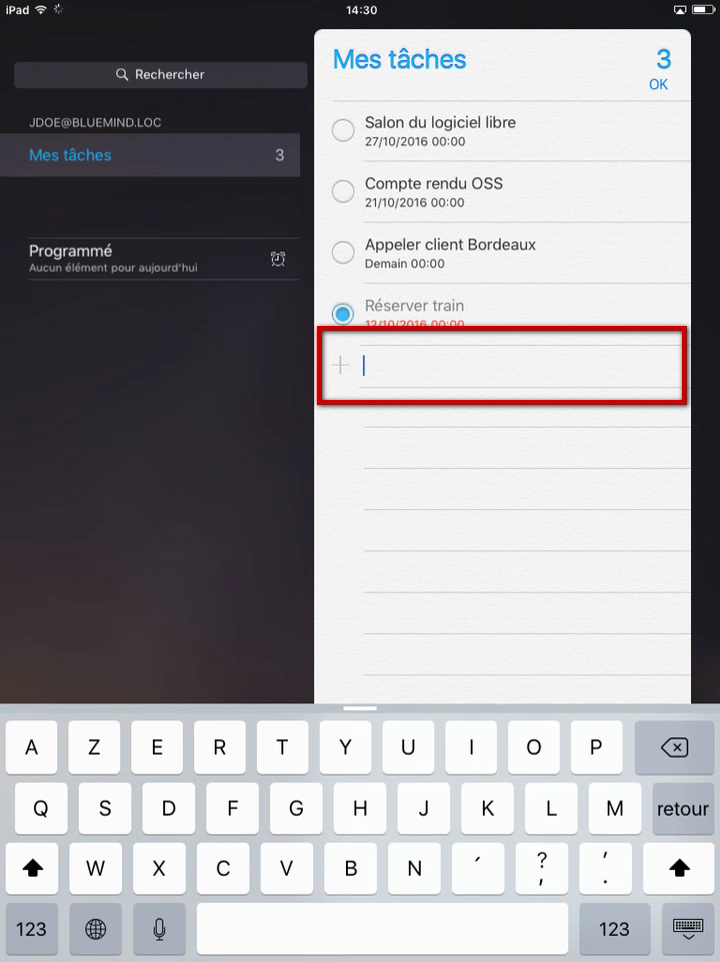 iPad 14:30
Rechercher
JDOE@BLUEMIND.LOC
Mes tâches 3
Programmé
Aucun élément pour aujourd'hui
Mes tâches 3
OK
Salon du logiciel libre
27/10/2016 00:00
Compte rendu OSS
21/10/2016 00:00
Appeler client Bordeaux
Demain 00:00
Réserver train
12/10/2016 00:00
A Z E R T Y U I O P
Q S D F G H J K L M retour
W X C V B N ´ ? , ' .
123 123